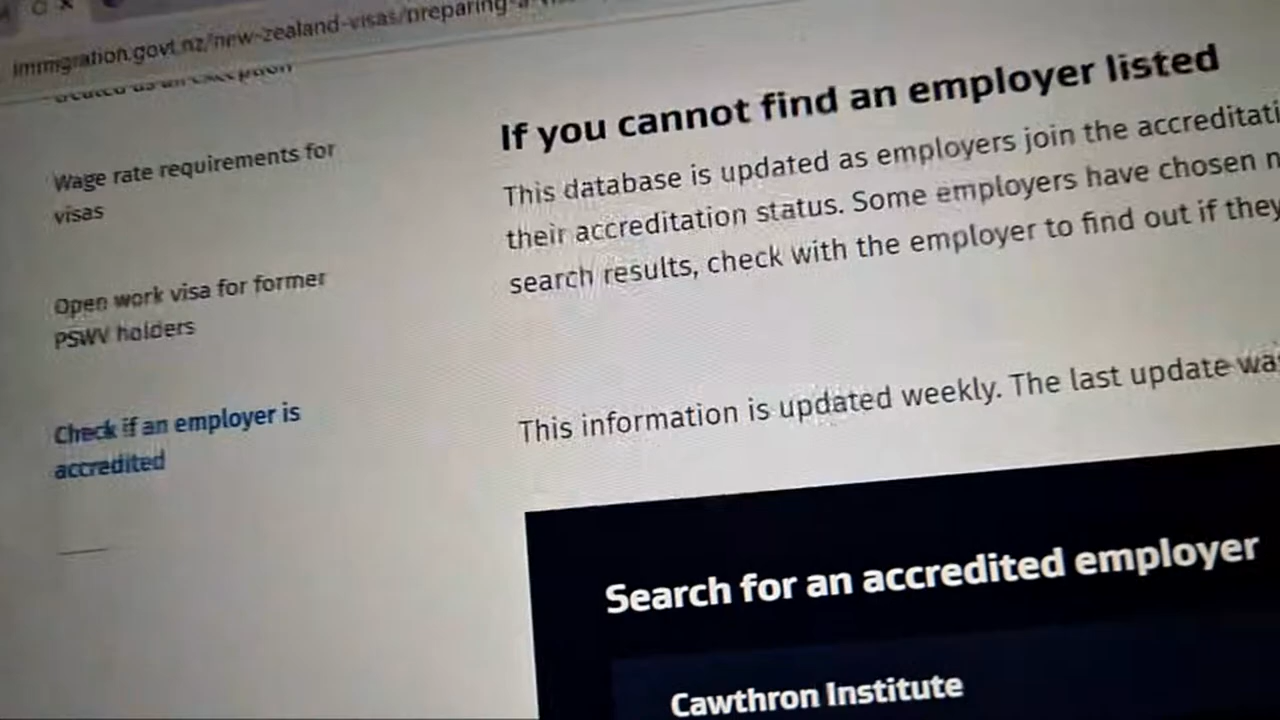 immigration.govt.nz/new-zealand-visas/preparing-a-
Wage rate requirements for
visas
Open work visa for former
PSWV holders
Check if an employer is
accredited
If you cannot find an employer listed
This database is updated as employers join the
their accreditation status. Some employers have chosen
search results, check with the employer to find out if they
This information is updated weekly. The last update
Search for an accredited employer
Cawthron Institute